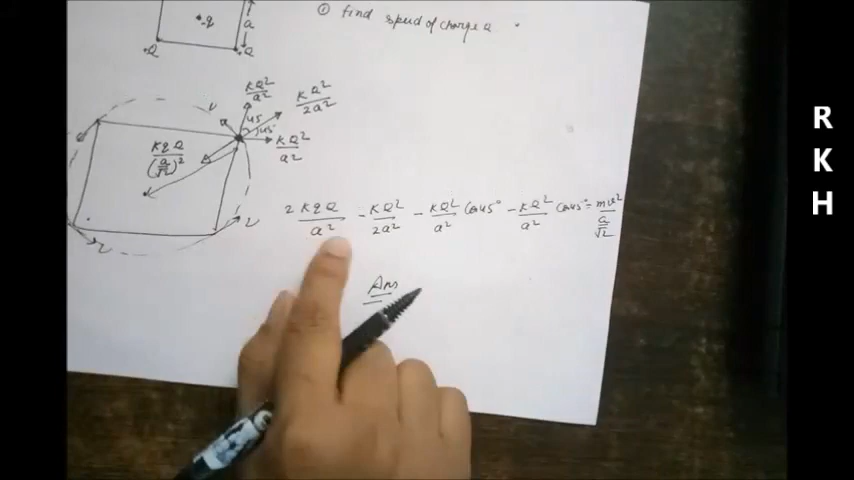 ① find speed of charge Q .
-q
a
Q
Q
KQ²/a²
KQ²/2a²
45
45°
KQ²/a²
KqQ/(a/√2)²
2KqQ/a² - KQ²/2a² - KQ²/a² Cos45° - KQ²/a² Cos45° = mv²/(a/√2)
Ans
R
K
H